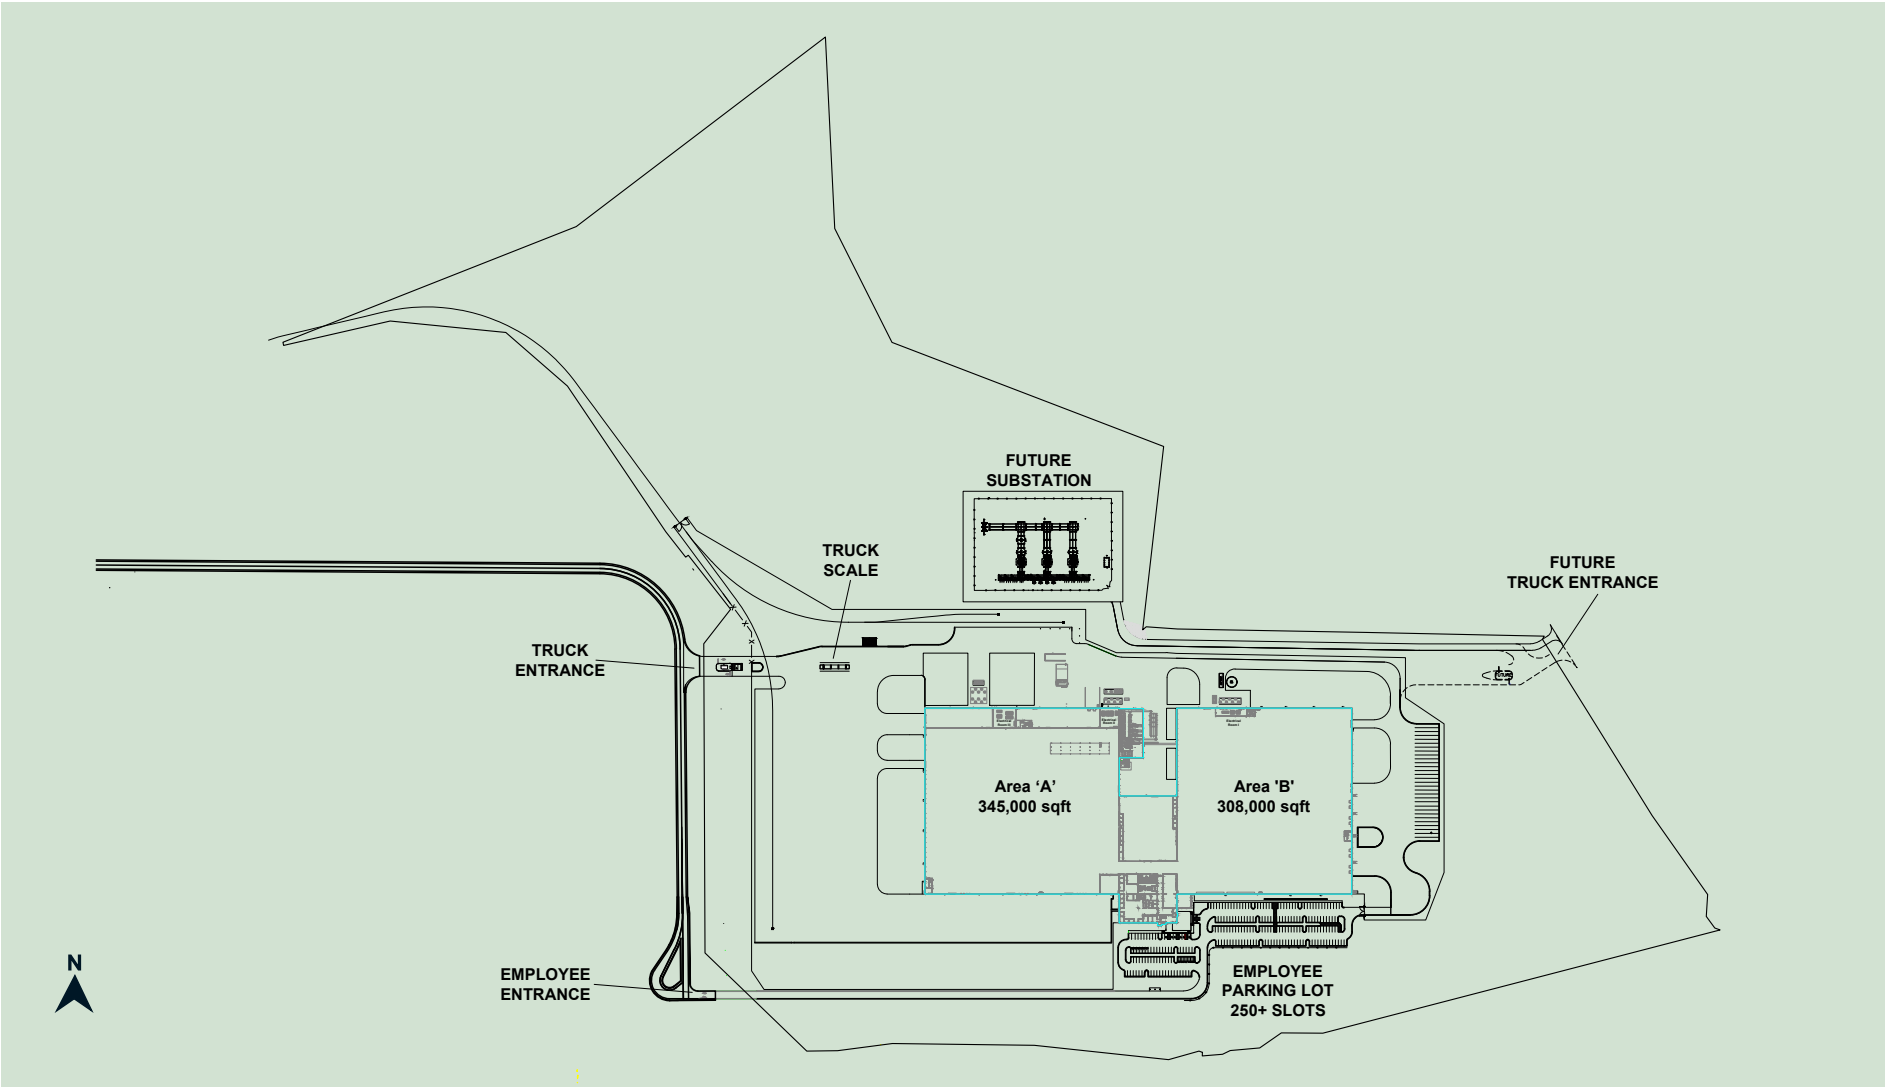 FUTURE
SUBSTATION
TRUCK
SCALE
FUTURE
TRUCK ENTRANCE
TRUCK
ENTRANCE
Area ‘A’
345,000 sqft
Area 'B'
308,000 sqft
EMPLOYEE
ENTRANCE
EMPLOYEE
PARKING LOT
250+ SLOTS
N